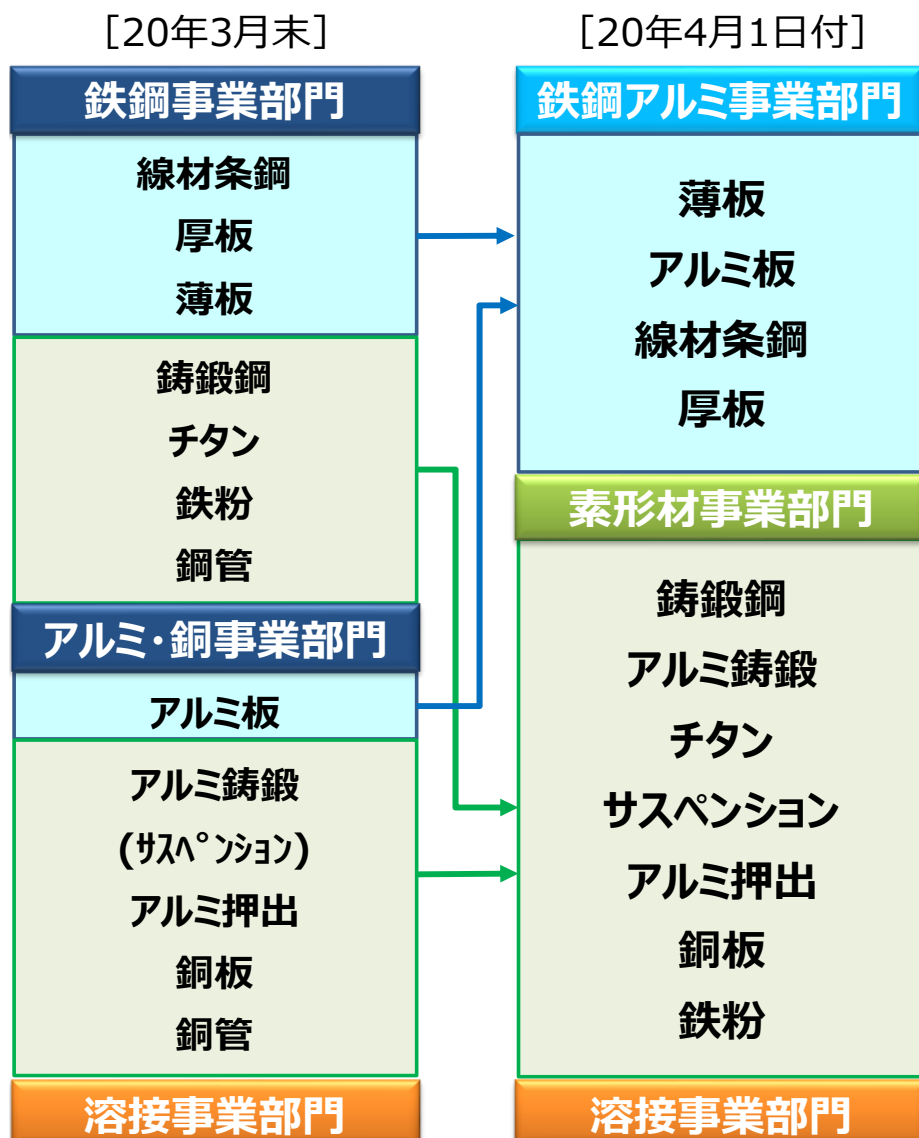 [20年3月末]
鉄鋼事業部門
線材条鋼
厚板
薄板
鋳鍛鋼
チタン
鉄粉
鋼管
アルミ・銅事業部門
アルミ板
アルミ鋳鍛
(ｻｽﾍﾟﾝｼｮﾝ)
アルミ押出
銅板
銅管
溶接事業部門
[20年4月1日付]
鉄鋼アルミ事業部門
薄板
アルミ板
線材条鋼
厚板
素形材事業部門
鋳鍛鋼
アルミ鋳鍛
チタン
サスペンション
アルミ押出
銅板
鉄粉
溶接事業部門